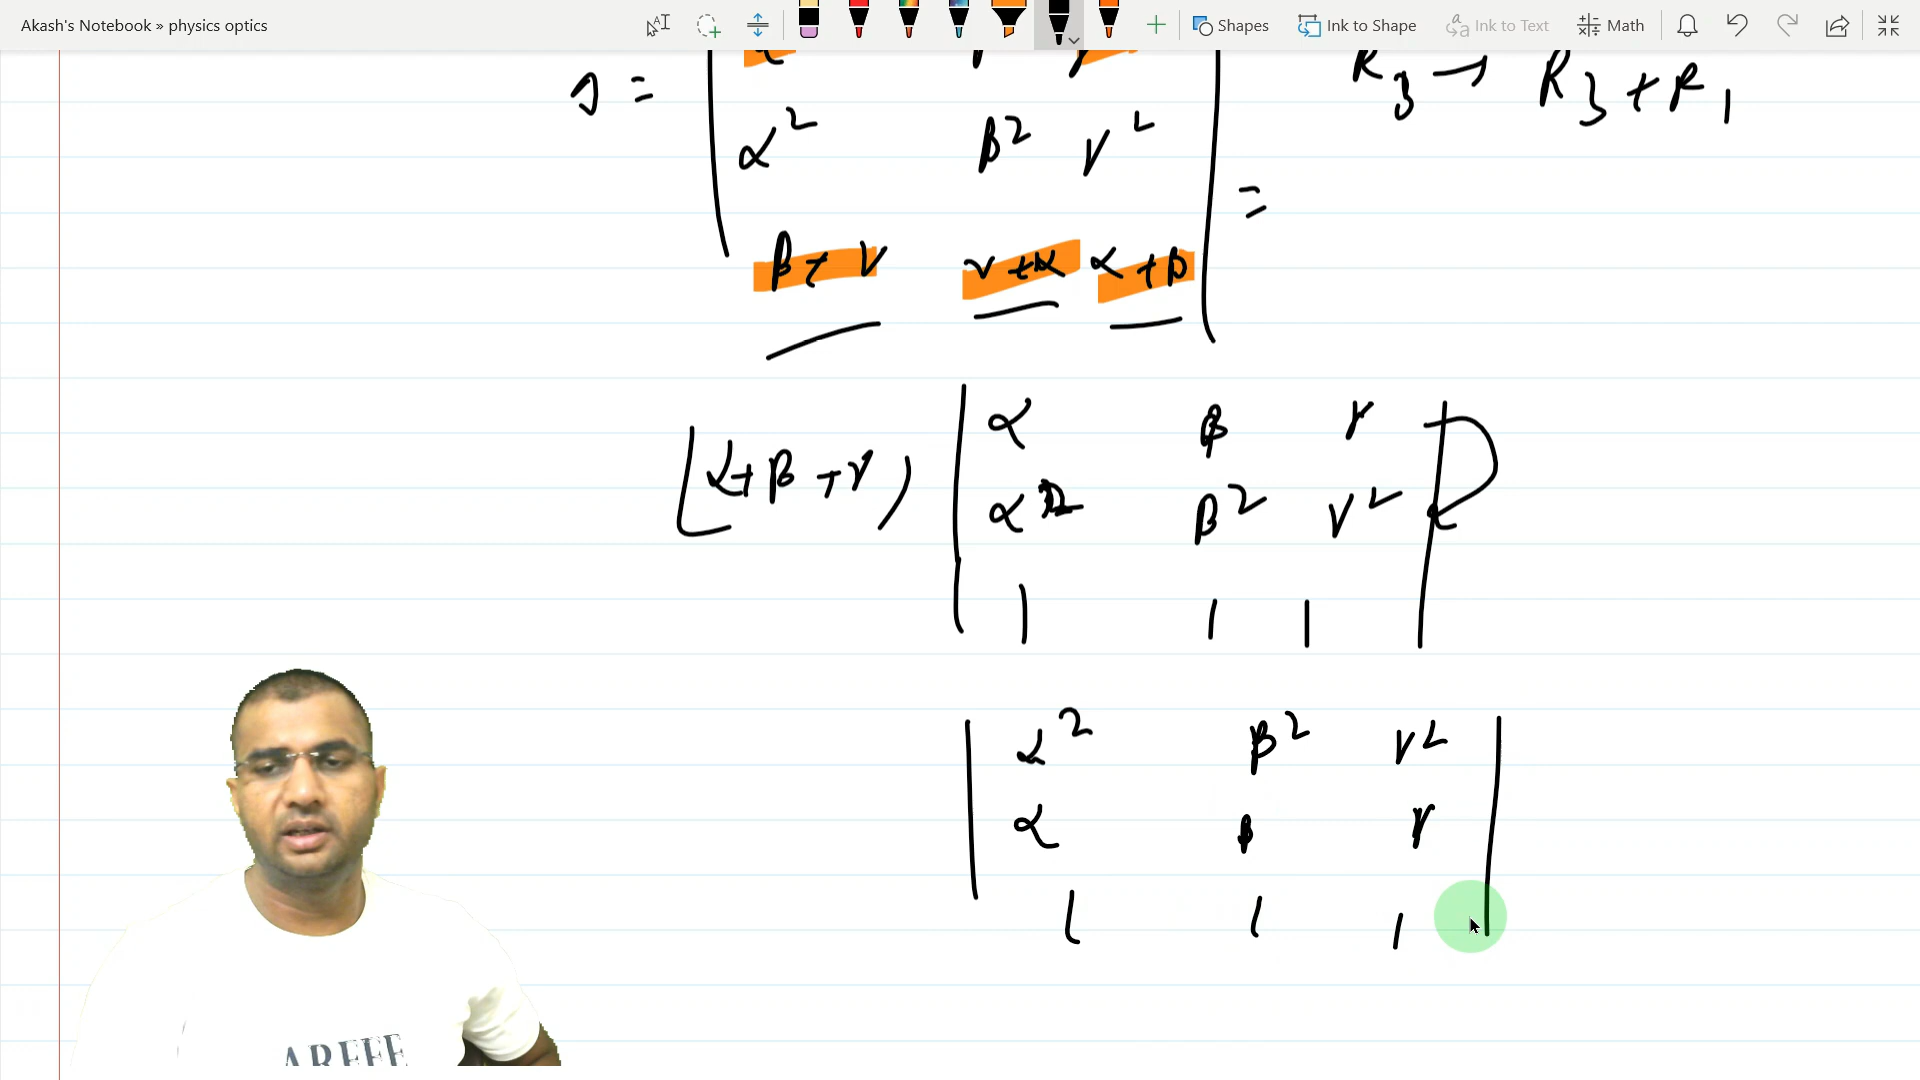 Akash's Notebook » physics optics
Shapes
Ink to Shape
Ink to Text
Math
Δ =
R3 → R3 + R1
α² β² γ²
=
β + γ γ + α α + β
(α + β + γ)
α β γ
α² β² γ²
1 1 1
α² β² γ²
α β γ
1 1 1
AREEE